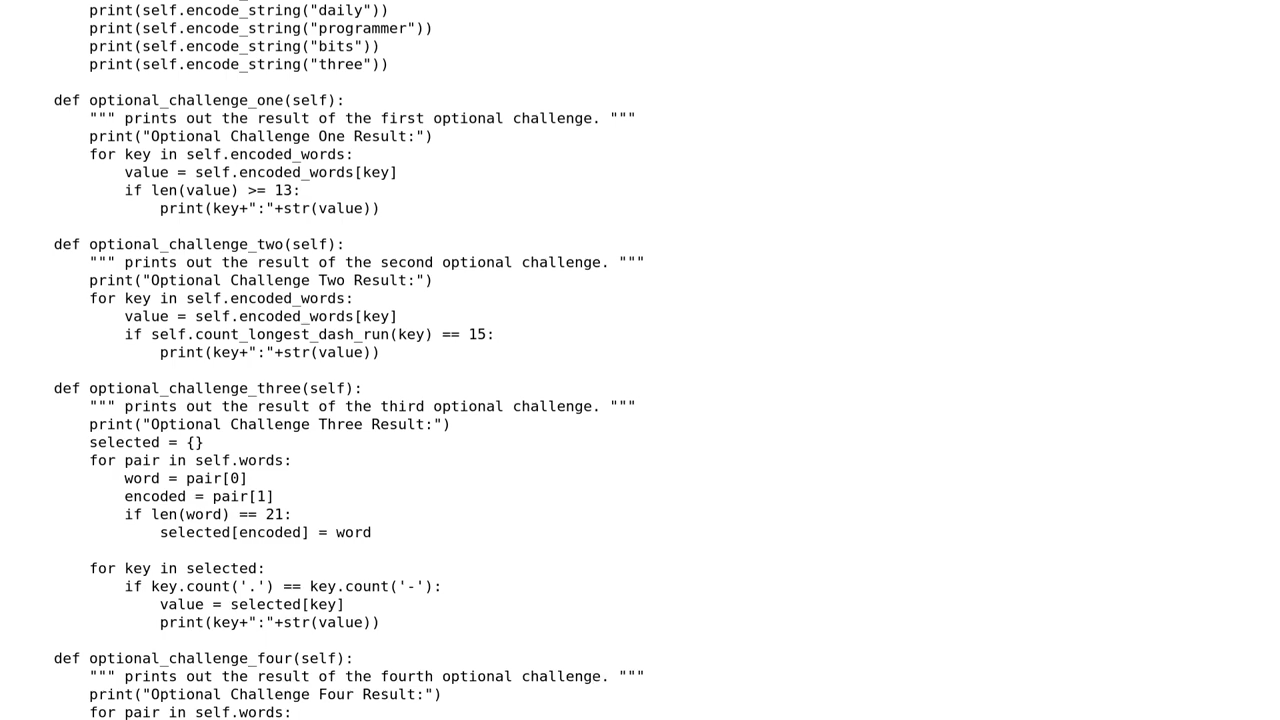 print(self.encode_string("daily"))
        print(self.encode_string("programmer"))
        print(self.encode_string("bits"))
        print(self.encode_string("three"))

    def optional_challenge_one(self):
        """ prints out the result of the first optional challenge. """
        print("Optional Challenge One Result:")
        for key in self.encoded_words:
            value = self.encoded_words[key]
            if len(value) >= 13:
                print(key+":"+str(value))

    def optional_challenge_two(self):
        """ prints out the result of the second optional challenge. """
        print("Optional Challenge Two Result:")
        for key in self.encoded_words:
            value = self.encoded_words[key]
            if self.count_longest_dash_run(key) == 15:
                print(key+":"+str(value))

    def optional_challenge_three(self):
        """ prints out the result of the third optional challenge. """
        print("Optional Challenge Three Result:")
        selected = {}
        for pair in self.words:
            word = pair[0]
            encoded = pair[1]
            if len(word) == 21:
                selected[encoded] = word

        for key in selected:
            if key.count('.') == key.count('-'):
                value = selected[key]
                print(key+":"+str(value))

    def optional_challenge_four(self):
        """ prints out the result of the fourth optional challenge. """
        print("Optional Challenge Four Result:")
        for pair in self.words: